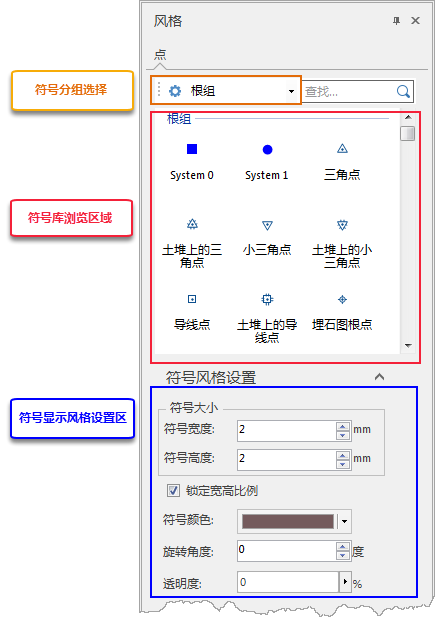 风格
点
符号分组选择
根组
查找...
根组
System 0
System 1
三角点
符号库浏览区域
土堆上的三角点
小三角点
土堆上的小三角点
导线点
土堆上的导线点
埋石图根点
符号风格设置
符号显示风格设置区
符号大小
符号宽度: 2 mm
符号高度: 2 mm
锁定宽高比例
符号颜色:
旋转角度: 0 度
透明度: 0 %